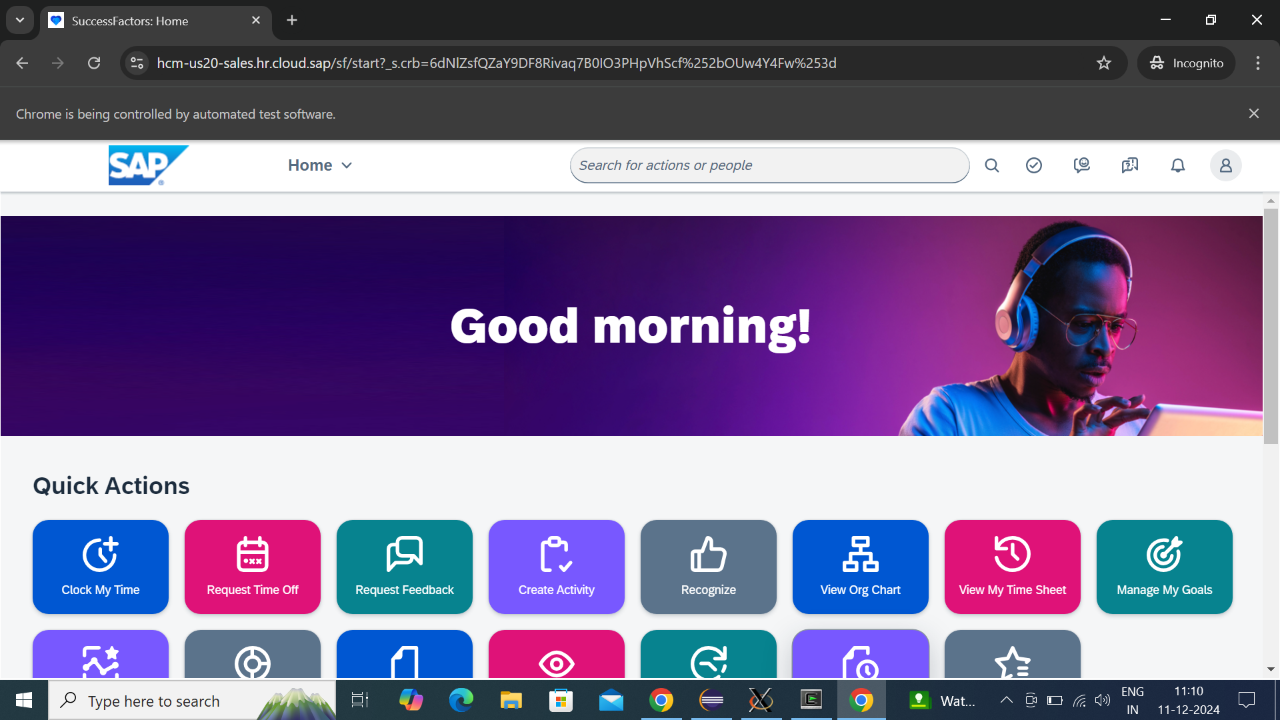 SuccessFactors: Home
hcm-us20-sales.hr.cloud.sap/sf/start?_s.crb=6dNlZsfQZaY9DF8Rivaq7B0IO3PHpVhScf%252bOUw4Y4Fw%253d
Incognito
Chrome is being controlled by automated test software.
SAP
Home
Search for actions or people
Good morning!
Quick Actions
Clock My Time
Request Time Off
Request Feedback
Create Activity
Recognize
View Org Chart
View My Time Sheet
Manage My Goals
Type here to search
Wat...
ENG
IN
11:10
11-12-2024